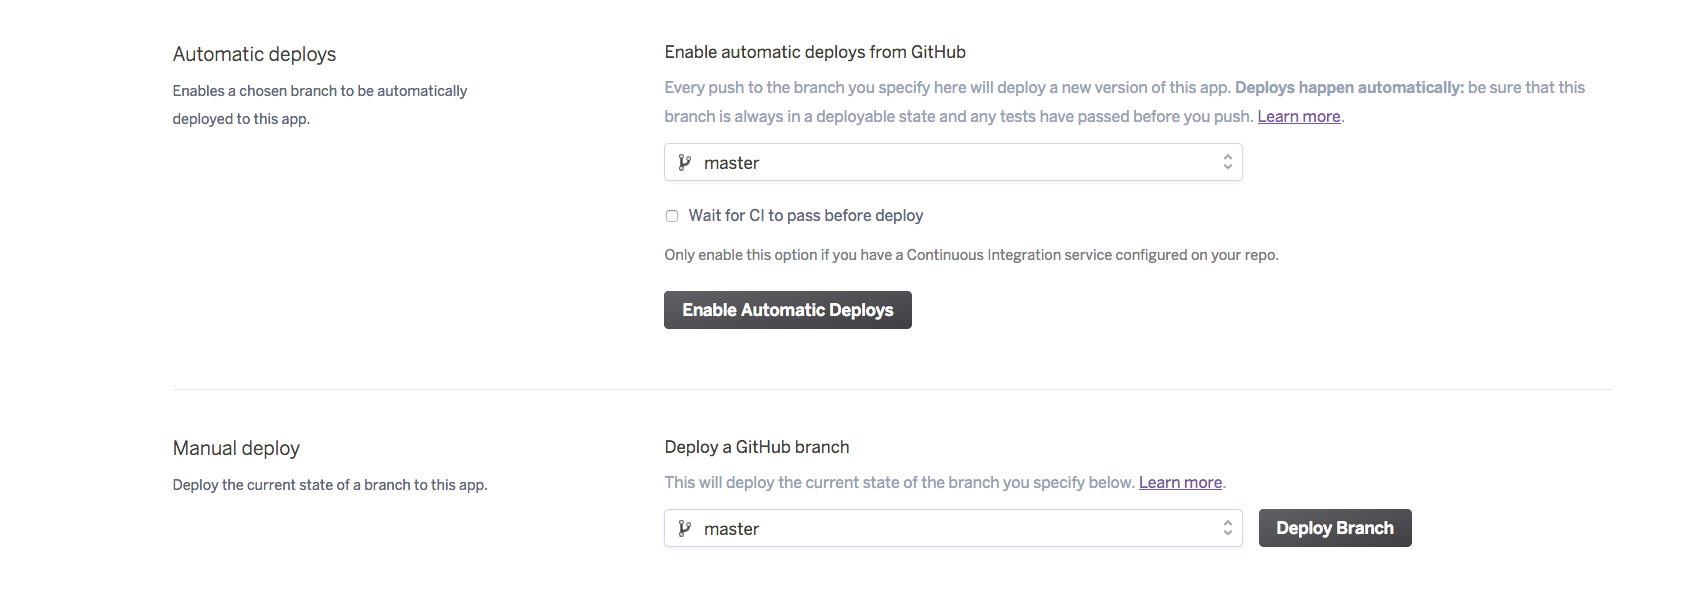 Automatic deploys
Enables a chosen branch to be automatically
deployed to this app.
Enable automatic deploys from GitHub
Every push to the branch you specify here will deploy a new version of this app. Deploys happen automatically: be sure that this
branch is always in a deployable state and any tests have passed before you push. Learn more.
master
Wait for CI to pass before deploy
Only enable this option if you have a Continuous Integration service configured on your repo.
Enable Automatic Deploys
Manual deploy
Deploy the current state of a branch to this app.
Deploy a GitHub branch
This will deploy the current state of the branch you specify below. Learn more.
master
Deploy Branch